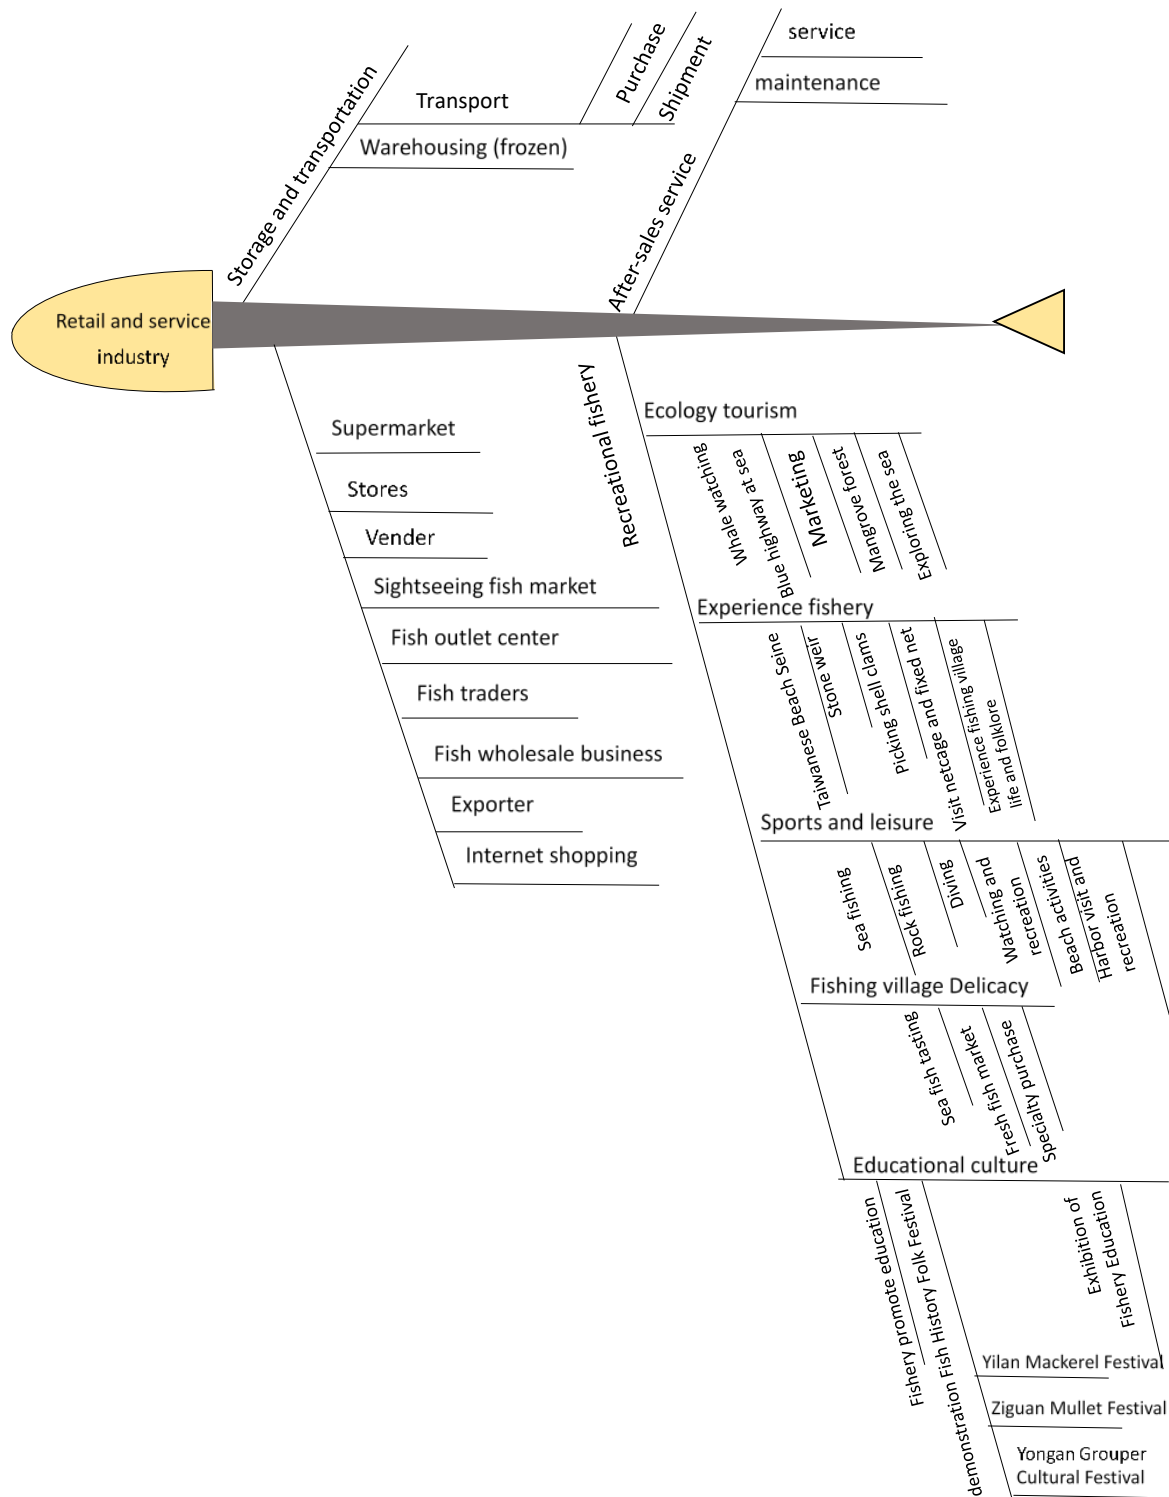 Storage and transportation
Transport
Purchase
Shipment
Warehousing (frozen)
After-sales service
service
maintenance
Retail and service
industry
Supermarket
Stores
Vender
Sightseeing fish market
Fish outlet center
Fish traders
Fish wholesale business
Exporter
Internet shopping
Recreational fishery
Ecology tourism
Whale watching
Blue highway at sea
Marketing
Mangrove forest
Exploring the sea
Experience fishery
Taiwanese Beach Seine
Stone weir
Picking shell clams
Visit netcage and fixed net
Experience fishing village
life and folklore
Sports and leisure
Sea fishing
Rock fishing
Diving
Watching and
recreation
Beach activities
Harbor visit and
recreation
Fishing village Delicacy
Sea fish tasting
Fresh fish market
Specialty purchase
Educational culture
Fishery promote education
demonstration Fish History Folk Festival
Exhibition of
Fishery Education
Yilan Mackerel Festival
Ziguan Mullet Festival
Yongan Grouper
Cultural Festival